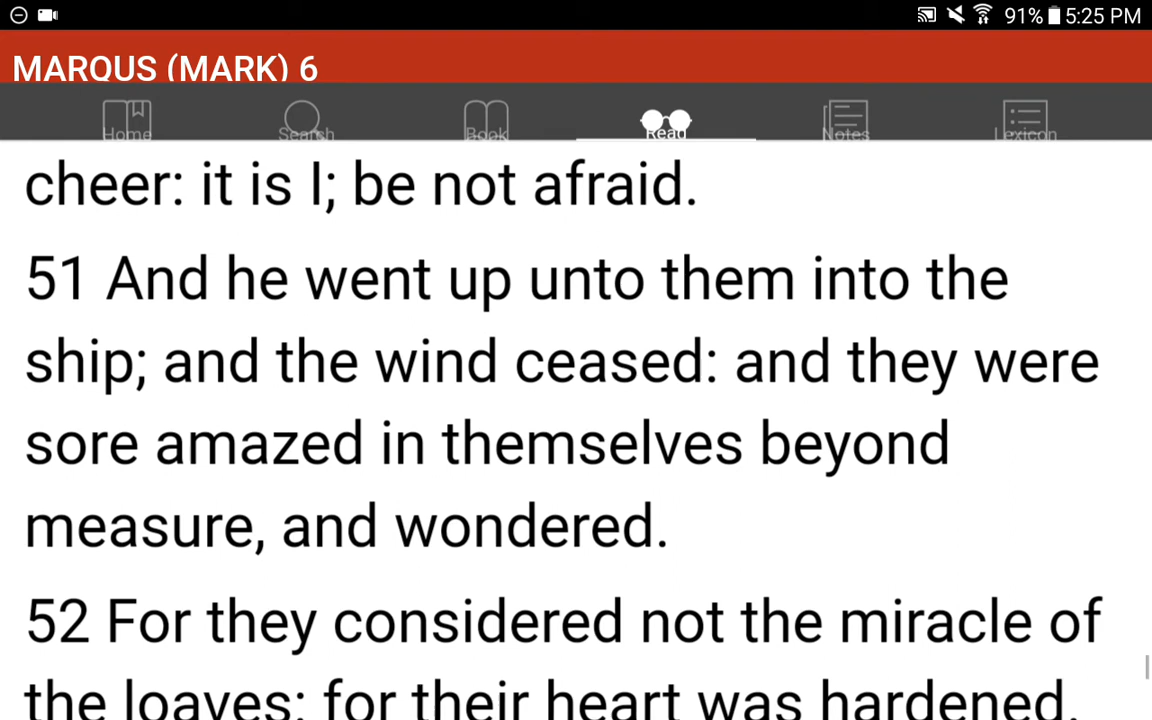 91% 5:25 PM
MARQUS (MARK) 6
Home Search Book Read Notes Lexicon
cheer: it is I; be not afraid.
51 And he went up unto them into the
ship; and the wind ceased: and they were
sore amazed in themselves beyond
measure, and wondered.
52 For they considered not the miracle of
the loaves: for their heart was hardened.